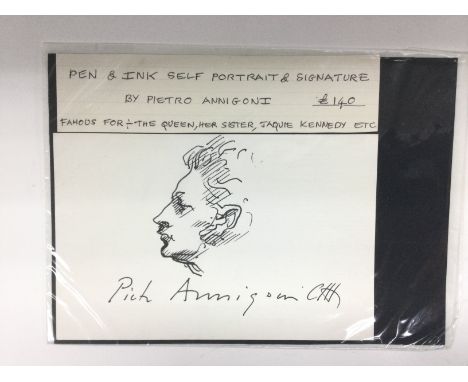 PEN & INK SELF PORTRAIT & SIGNATURE
BY PIETRO ANNIGONI £140
FAMOUS FOR:- THE QUEEN, HER SISTER, JAQUIE KENNEDY ETC
Annigoni